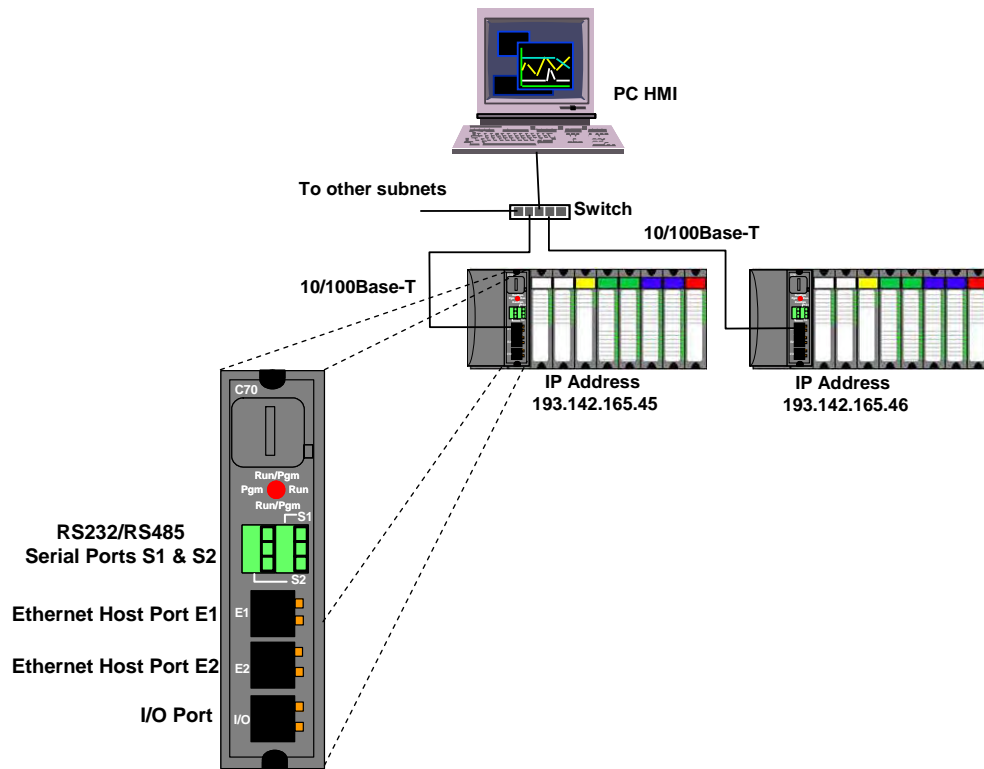 PC HMI
To other subnets
Switch
10/100Base-T
10/100Base-T
IP Address
193.142.165.45
IP Address
193.142.165.46
C70
Run/Pgm
Pgm Run
Run/Pgm
S1
RS232/RS485
Serial Ports S1 & S2
S2
Ethernet Host Port E1
E1
Ethernet Host Port E2
E2
I/O Port
I/O